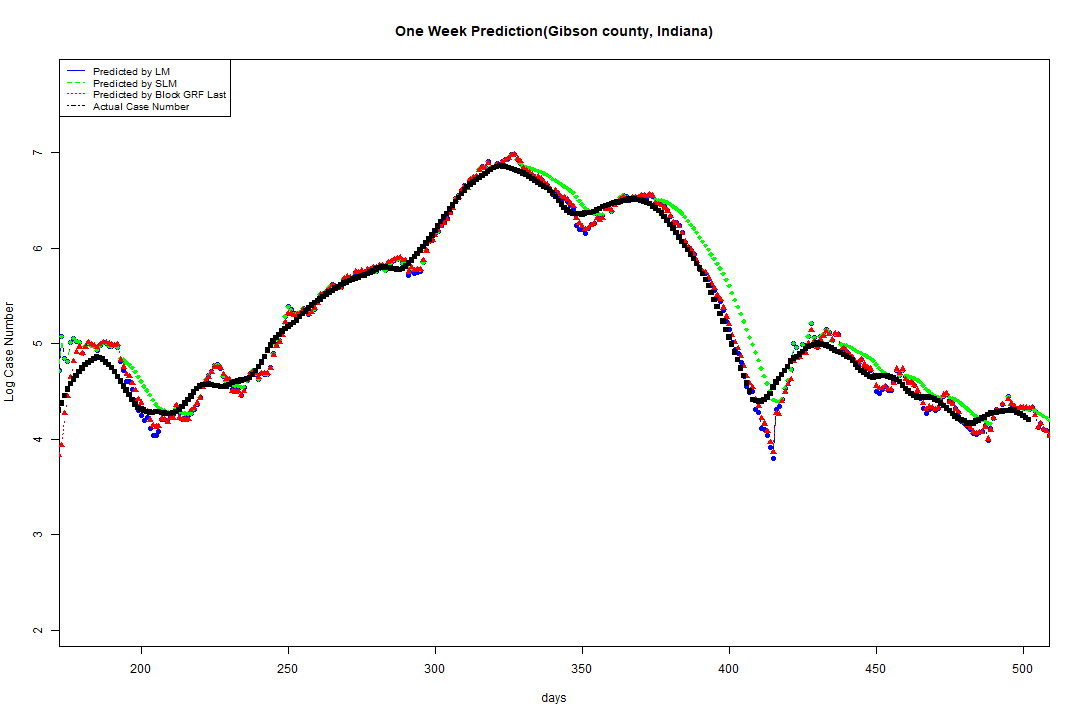 One Week Prediction(Gibson county, Indiana)
Predicted by LM
Predicted by SLM
Predicted by Block GRF Last
Actual Case Number
7
6
5
4
3
2
Log Case Number
200 250 300 350 400 450 500
days